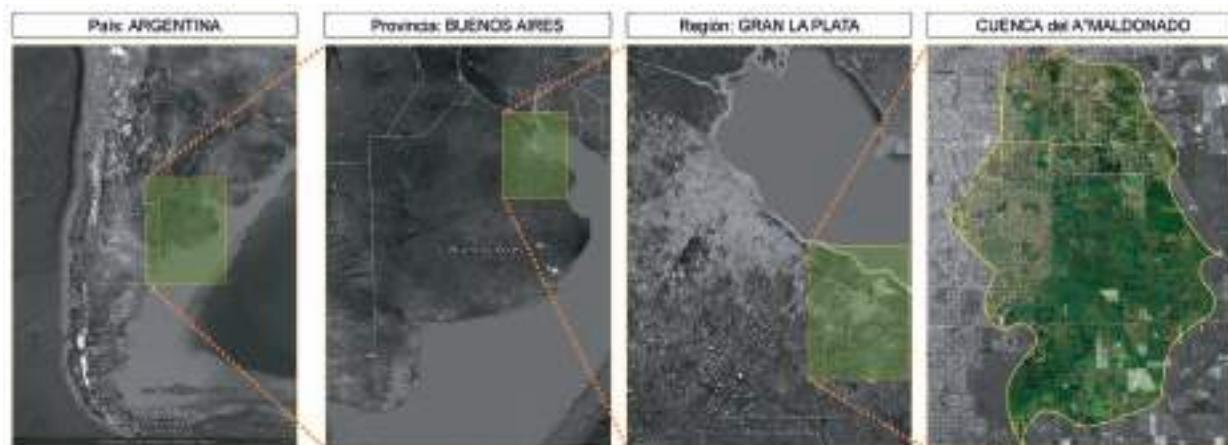 País: ARGENTINA
Provincia: BUENOS AIRES
Región: GRAN LA PLATA
CUENCA del A°MALDONADO